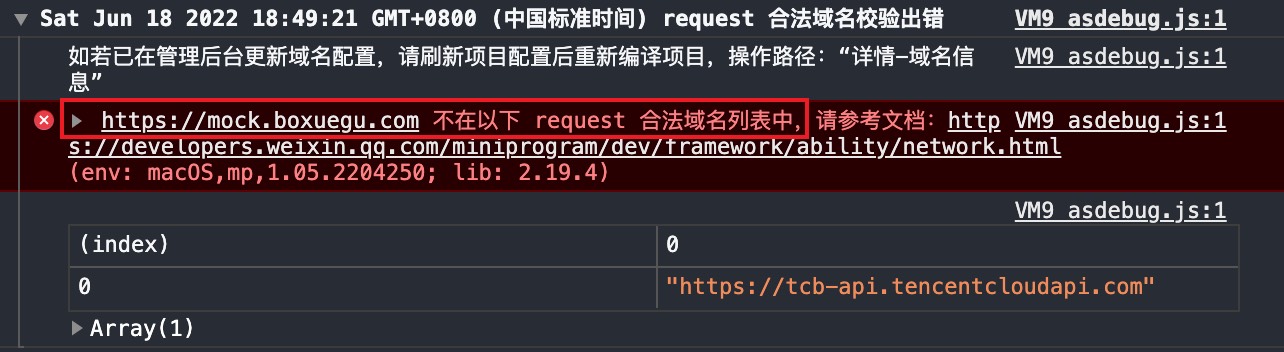 Sat Jun 18 2022 18:49:21 GMT+0800 (中国标准时间) request 合法域名校验出错 VM9 asdebug.js:1
如若已在管理后台更新域名配置，请刷新项目配置后重新编译项目，操作路径：“详情-域名信 VM9 asdebug.js:1
息”
https://mock.boxuegu.com 不在以下 request 合法域名列表中，请参考文档：http VM9 asdebug.js:1
s://developers.weixin.qq.com/miniprogram/dev/framework/ability/network.html
(env: macOS,mp,1.05.2204250; lib: 2.19.4)
VM9 asdebug.js:1
(index) 0
0 "https://tcb-api.tencentcloudapi.com"
Array(1)